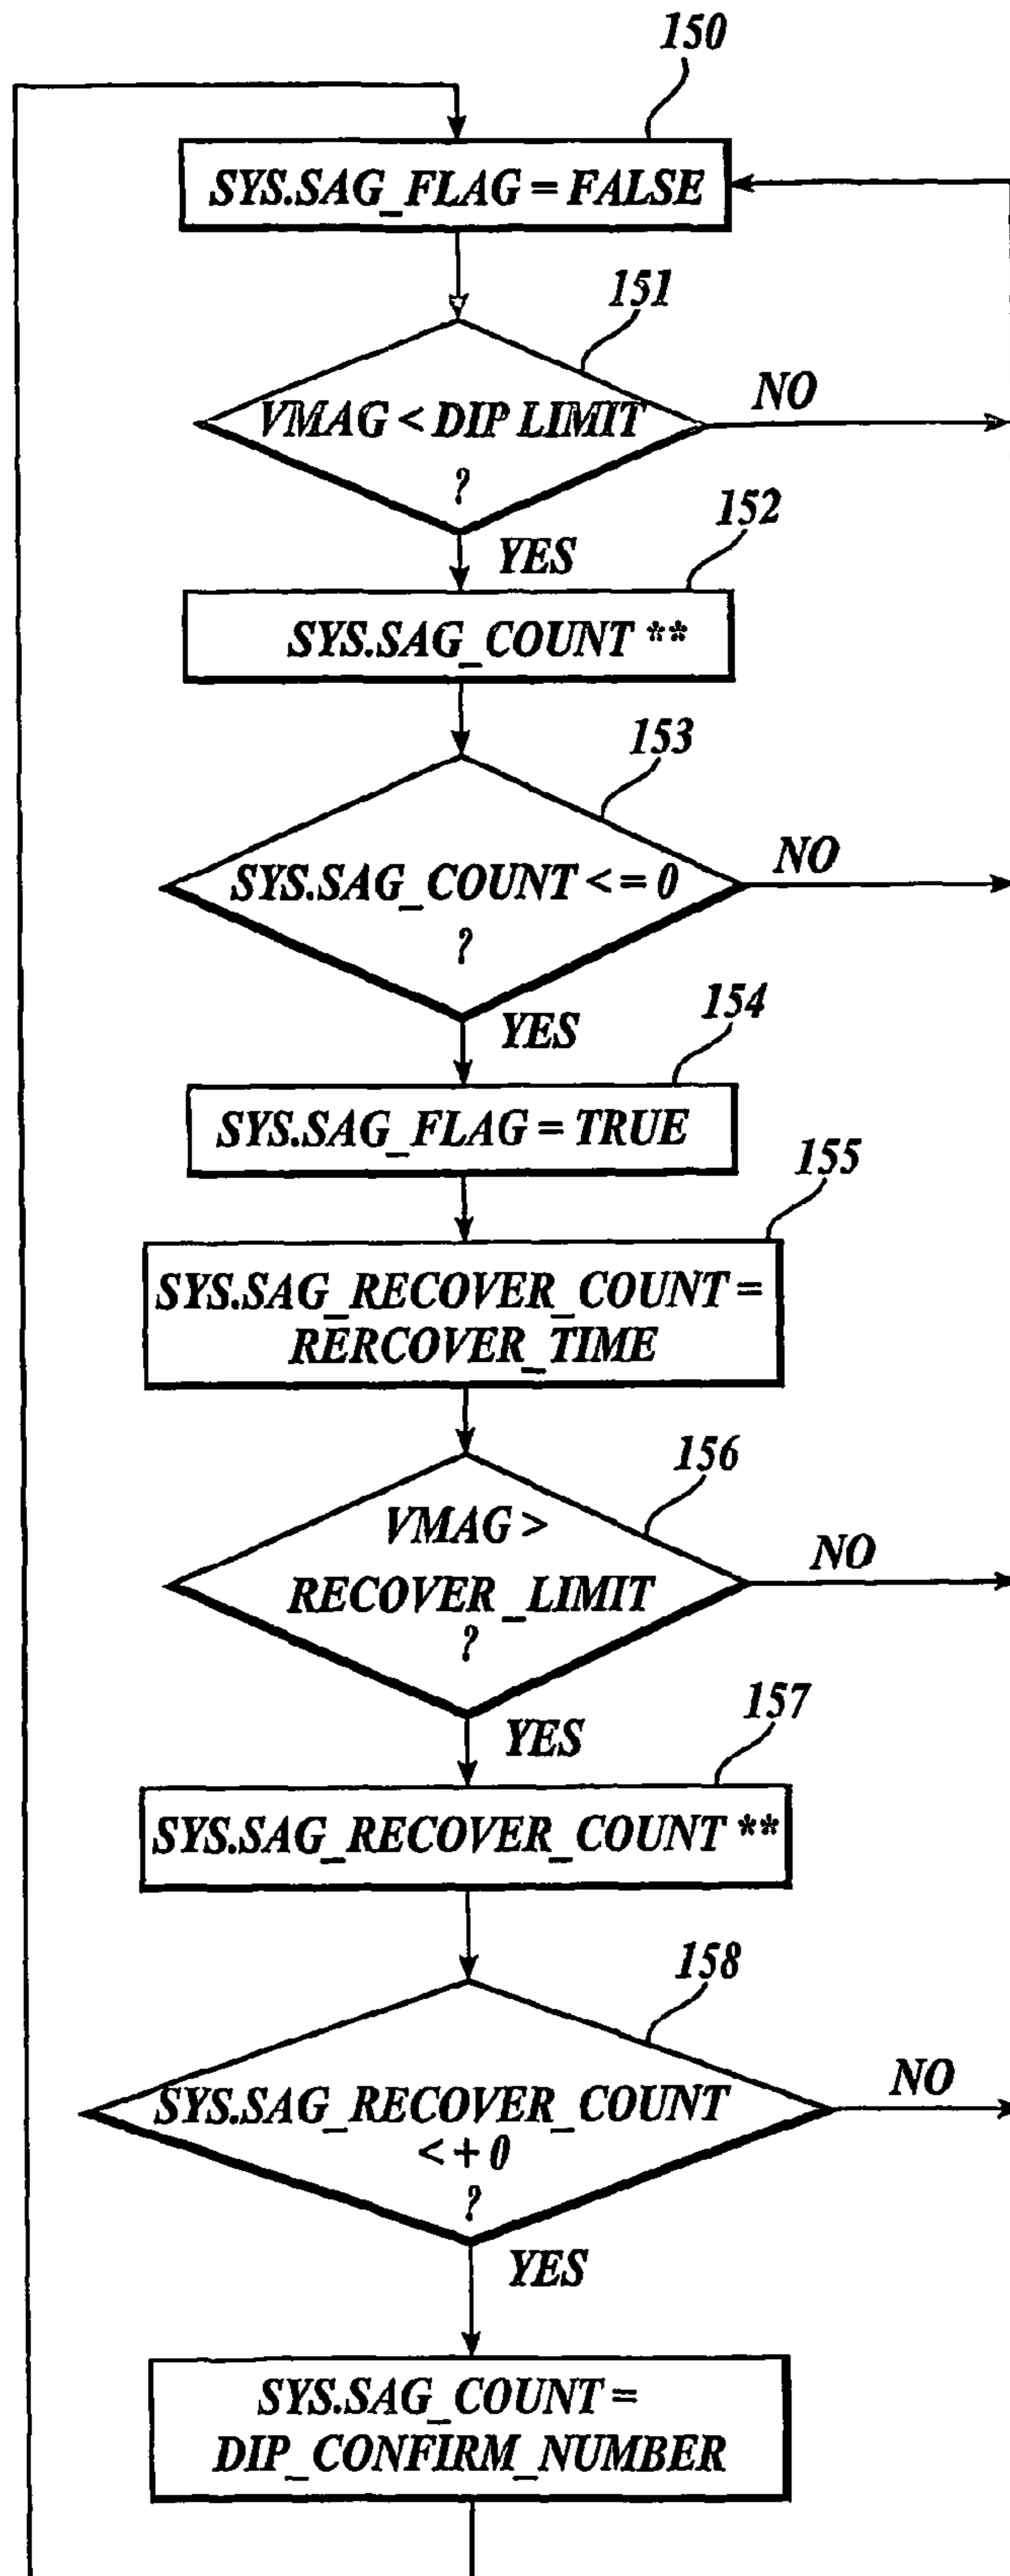 150
SYS.SAG_FLAG = FALSE
151
VMAG < DIP LIMIT
?
NO
YES
152
SYS.SAG_COUNT **
153
SYS.SAG_COUNT < = 0
?
NO
YES
154
SYS.SAG_FLAG = TRUE
155
SYS.SAG_RECOVER_COUNT =
RERCOVER_TIME
156
VMAG >
RECOVER_LIMIT
?
NO
YES
157
SYS.SAG_RECOVER_COUNT **
158
SYS.SAG_RECOVER_COUNT
< + 0
?
NO
YES
SYS.SAG_COUNT =
DIP_CONFIRM_NUMBER